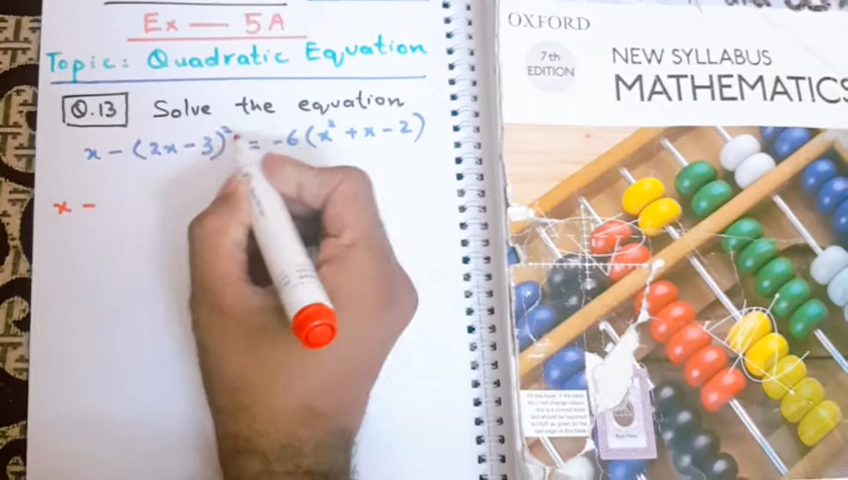 Ex — 5A
Topic: Quadratic Equation
Q.13 Solve the equation
x - (2x - 3)² = -6(x² + x - 2)
x -
OXFORD
7th
EDITION
NEW SYLLABUS
MATHEMATICS